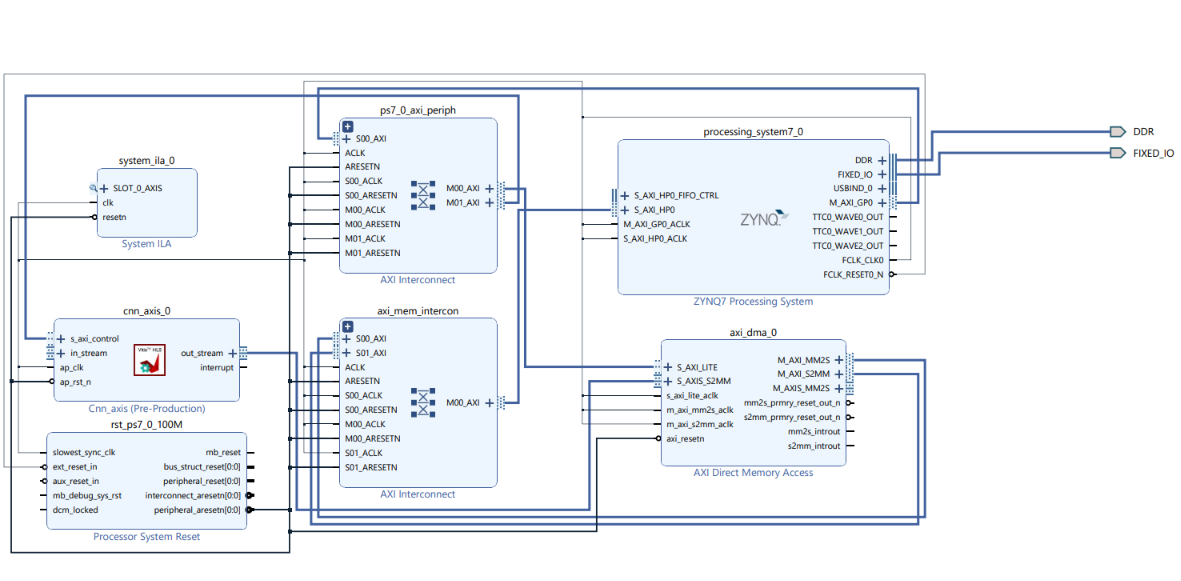 ps7_0_axi_periph
S00_AXI
ACLK
ARESETN
S00_ACLK
S00_ARESETN
M00_ACLK
M00_ARESETN
M01_ACLK
M01_ARESETN
M00_AXI
M01_AXI
AXI Interconnect
processing_system7_0
S_AXI_HP0_FIFO_CTRL
S_AXI_HP0
M_AXI_GP0_ACLK
S_AXI_HP0_ACLK
ZYNQ
DDR
FIXED_IO
USBIND_0
M_AXI_GP0
TTC0_WAVE0_OUT
TTC0_WAVE1_OUT
TTC0_WAVE2_OUT
FCLK_CLK0
FCLK_RESET0_N
ZYNQ7 Processing System
DDR
FIXED_IO
system_ila_0
SLOT_0_AXIS
clk
resetn
System ILA
cnn_axis_0
s_axi_control
in_stream
ap_clk
ap_rst_n
Vitis™ HLS
out_stream
interrupt
Cnn_axis (Pre-Production)
axi_mem_intercon
S00_AXI
S01_AXI
ACLK
ARESETN
S00_ACLK
S00_ARESETN
M00_ACLK
M00_ARESETN
S01_ACLK
S01_ARESETN
M00_AXI
AXI Interconnect
axi_dma_0
S_AXI_LITE
S_AXIS_S2MM
s_axi_lite_aclk
m_axi_mm2s_aclk
m_axi_s2mm_aclk
axi_resetn
M_AXI_MM2S
M_AXI_S2MM
M_AXIS_MM2S
mm2s_prmry_reset_out_n
s2mm_prmry_reset_out_n
mm2s_introut
s2mm_introut
AXI Direct Memory Access
rst_ps7_0_100M
slowest_sync_clk
ext_reset_in
aux_reset_in
mb_debug_sys_rst
dcm_locked
mb_reset
bus_struct_reset[0:0]
peripheral_reset[0:0]
interconnect_aresetn[0:0]
peripheral_aresetn[0:0]
Processor System Reset